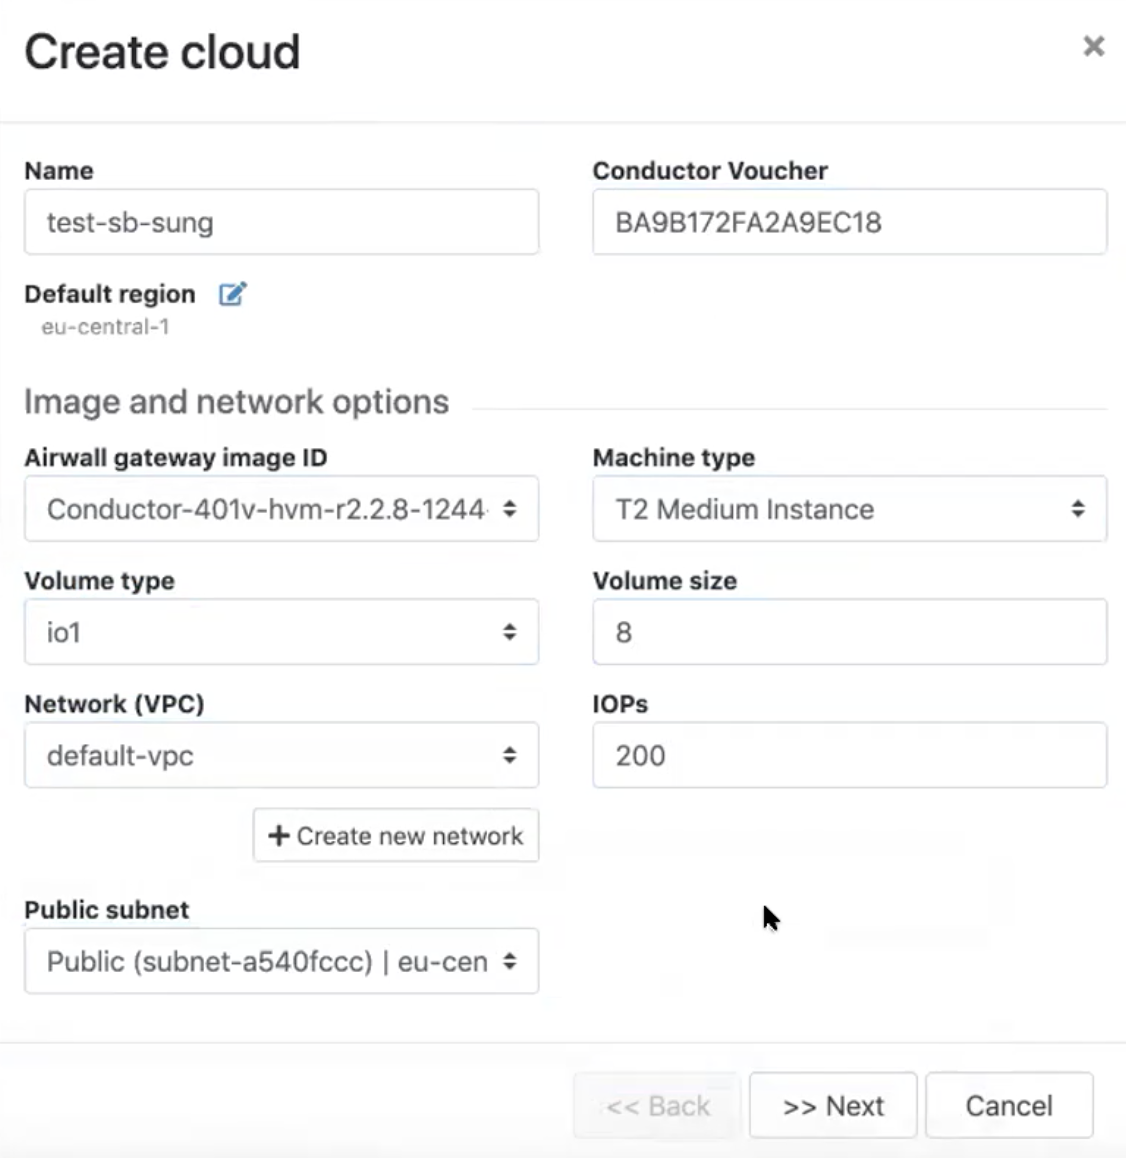 Create cloud
×
Name
Conductor Voucher
test-sb-sung
BA9B172FA2A9EC18
Default region
eu-central-1
Image and network options
Airwall gateway image ID
Machine type
Conductor-401v-hvm-r2.2.8-1244
T2 Medium Instance
Volume type
Volume size
io1
8
Network (VPC)
IOPs
default-vpc
200
+ Create new network
Public subnet
Public (subnet-a540fccc) | eu-cen
<< Back
>> Next
Cancel